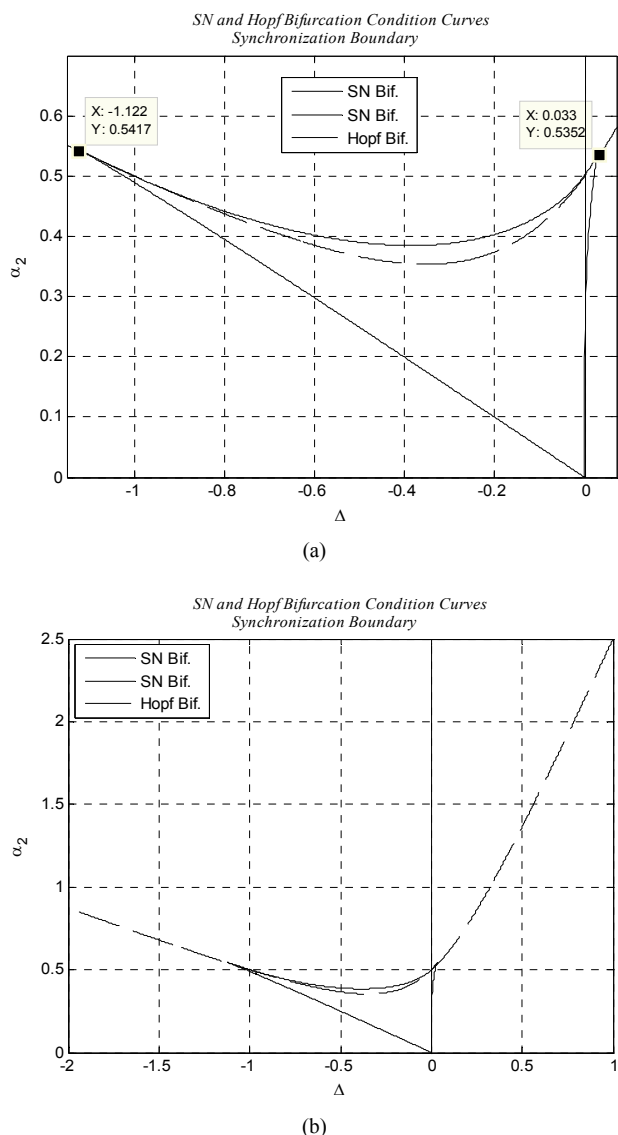 SN and Hopf Bifurcation Condition Curves
Synchronization Boundary
0.6
0.5
0.4
0.3
0.2
0.1
0
α2
X: -1.122
Y: 0.5417
SN Bif.
SN Bif.
Hopf Bif.
X: 0.033
Y: 0.5352
-1 -0.8 -0.6 -0.4 -0.2 0
Δ
(a)
SN and Hopf Bifurcation Condition Curves
Synchronization Boundary
2.5
2
1.5
1
0.5
0
α2
SN Bif.
SN Bif.
Hopf Bif.
-2 -1.5 -1 -0.5 0 0.5 1
Δ
(b)